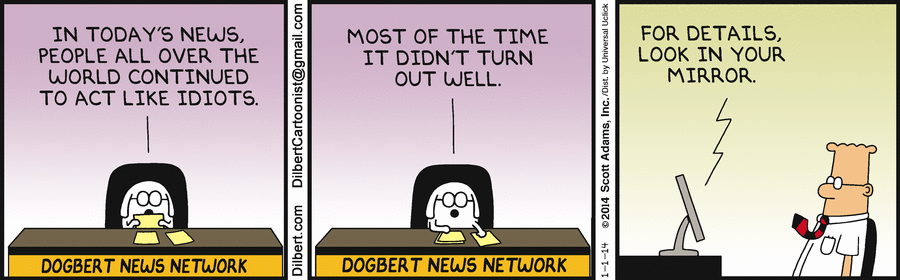 IN TODAY'S NEWS,
PEOPLE ALL OVER THE
WORLD CONTINUED
TO ACT LIKE IDIOTS.
DOGBERT NEWS NETWORK
Dilbert.com DilbertCartoonist@gmail.com
MOST OF THE TIME
IT DIDN'T TURN
OUT WELL.
DOGBERT NEWS NETWORK
1-1-14 © 2014 Scott Adams, Inc. /Dist. by Universal Uclick
FOR DETAILS,
LOOK IN YOUR
MIRROR.